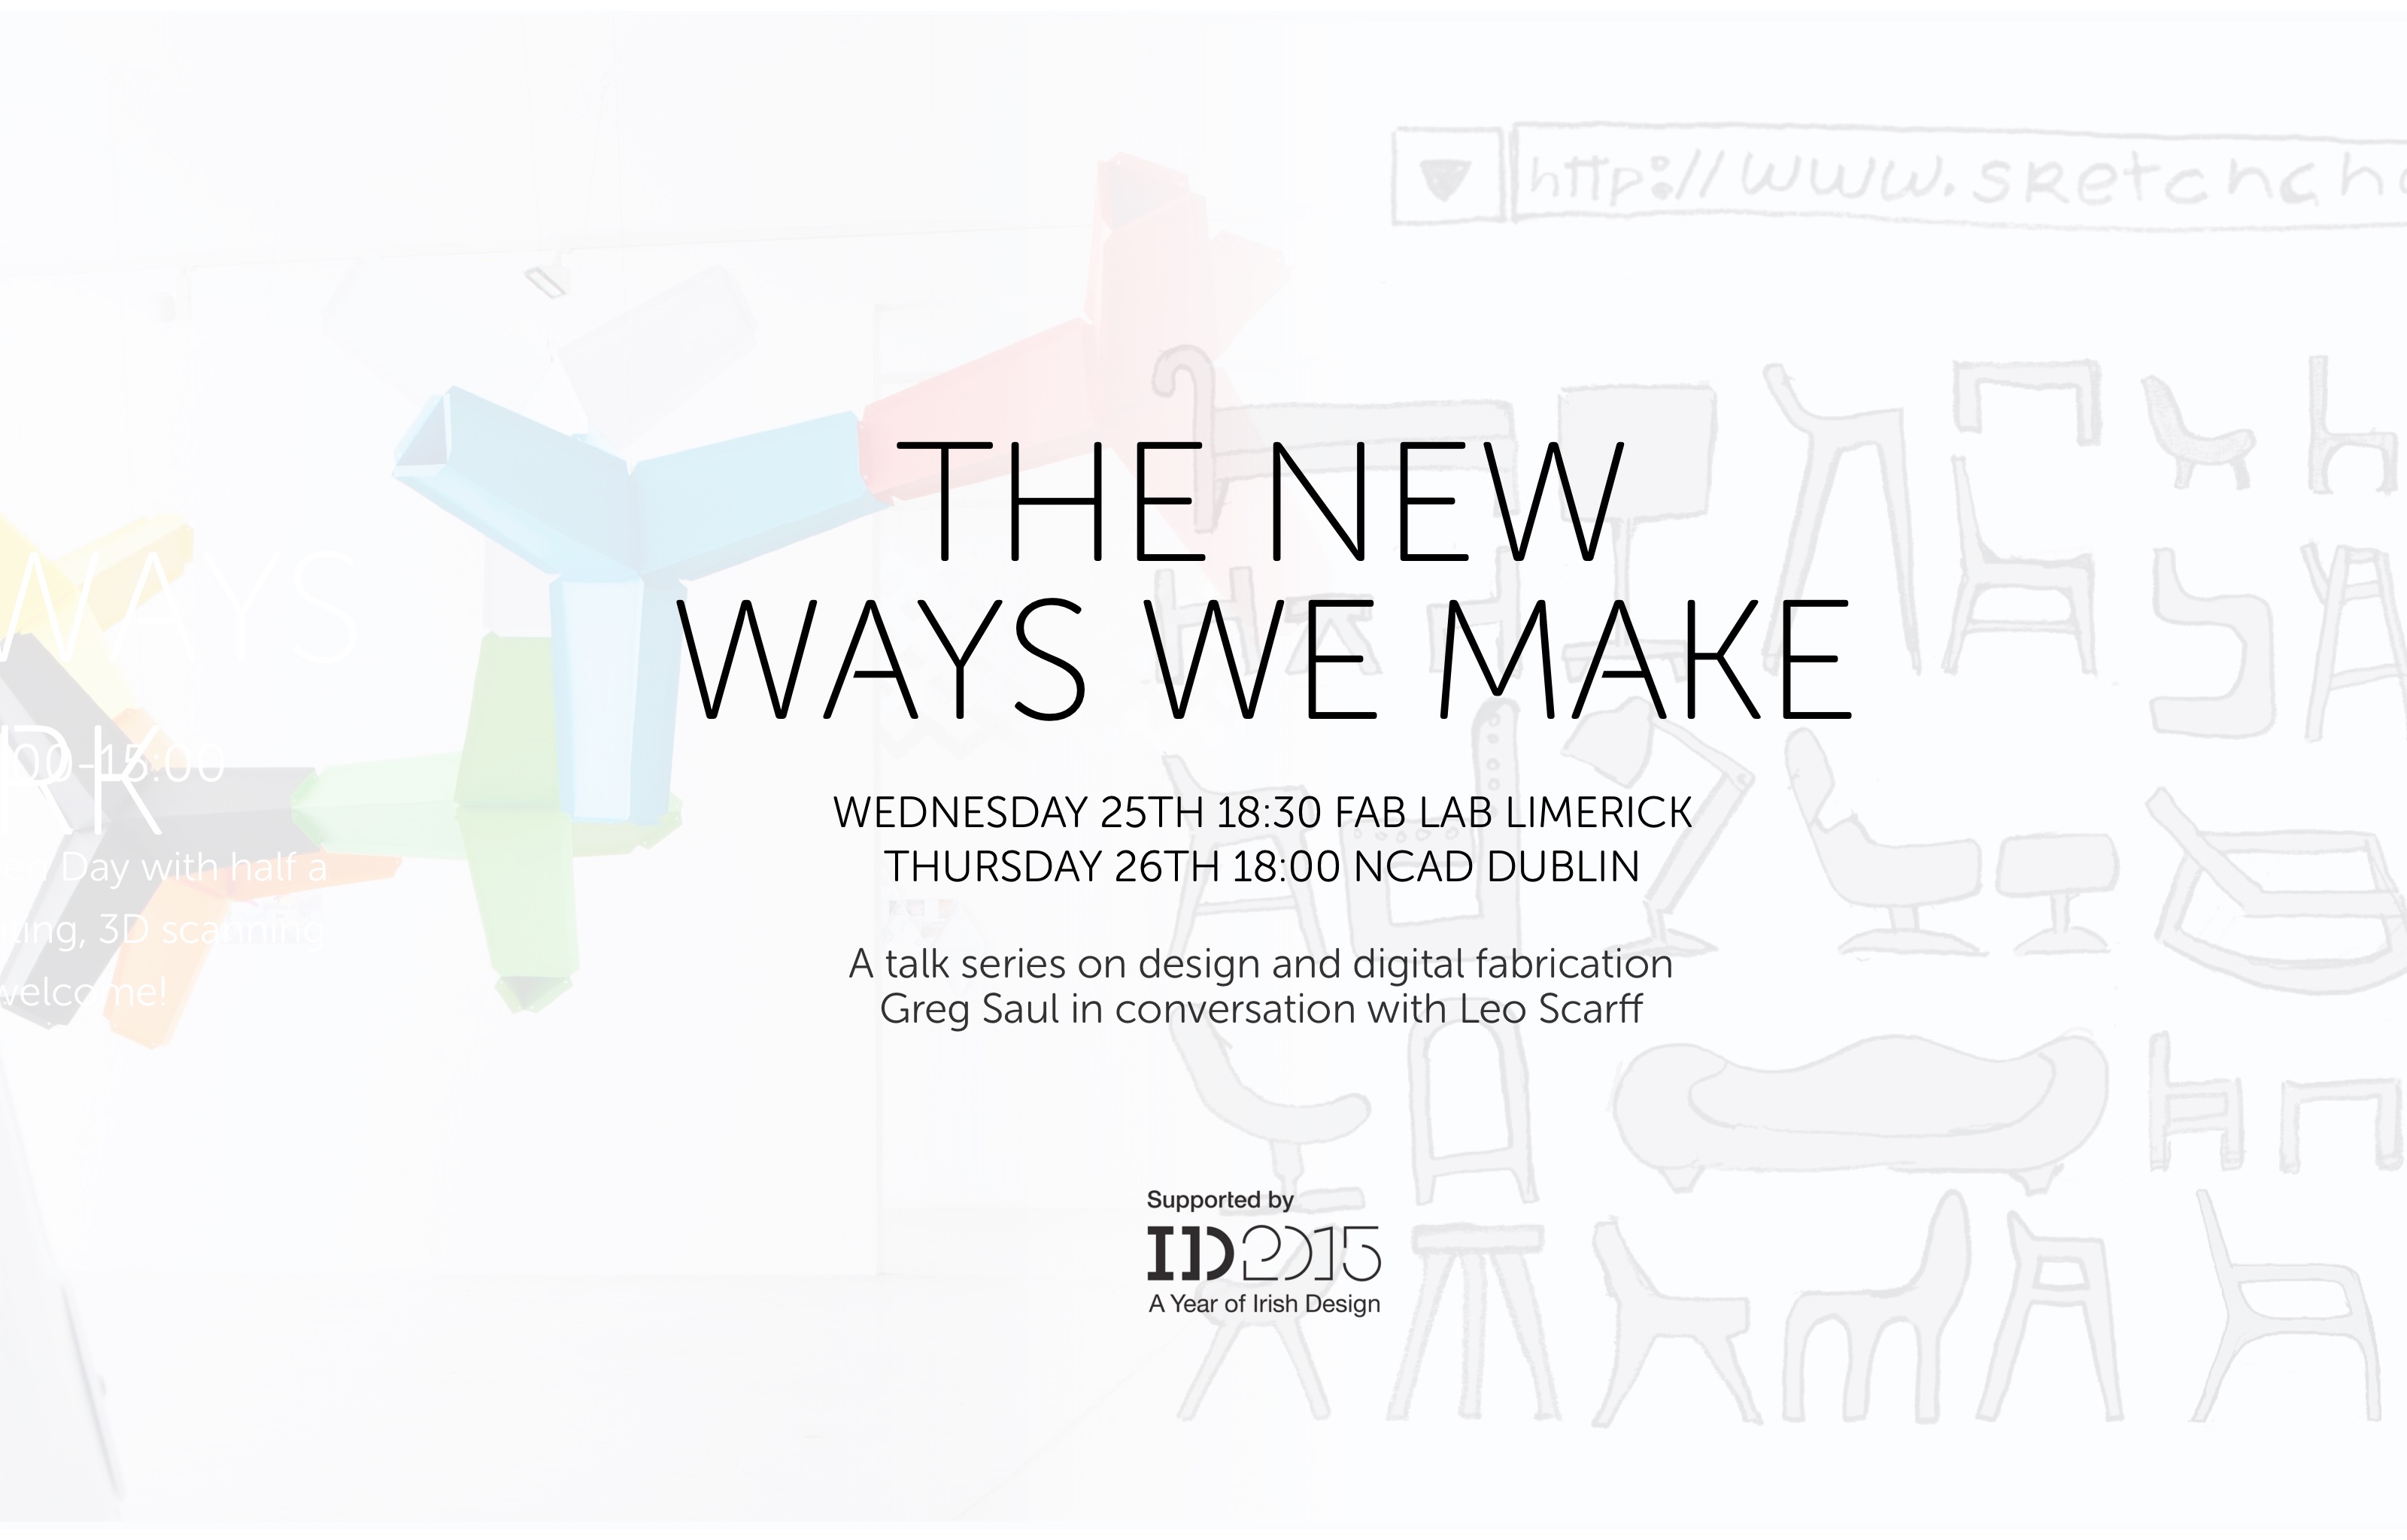 http://www.sketchch
THE NEW
WAYS WE MAKE
WEDNESDAY 25TH 18:30 FAB LAB LIMERICK
THURSDAY 26TH 18:00 NCAD DUBLIN
A talk series on design and digital fabrication
Greg Saul in conversation with Leo Scarff
Supported by
ID2015
A Year of Irish Design
WAYS
RK
00-15:00
Day with half a
3D scanning
welcome!